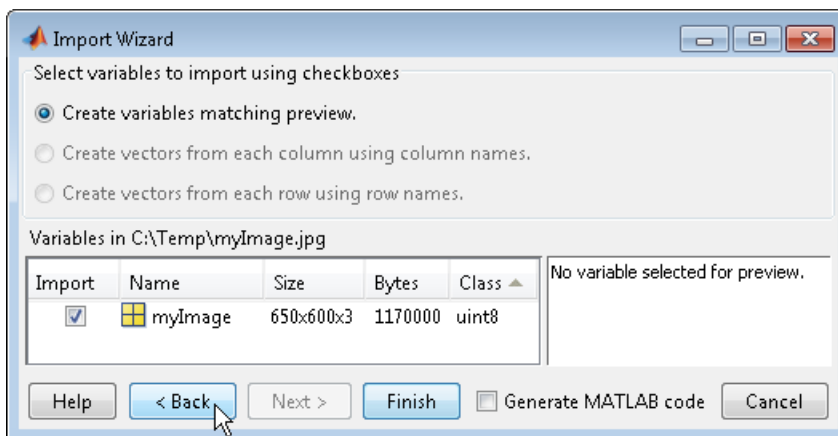 Import Wizard
Select variables to import using checkboxes
Create variables matching preview.
Create vectors from each column using column names.
Create vectors from each row using row names.
Variables in C:\Temp\myImage.jpg
Import Name Size Bytes Class
myImage 650x600x3 1170000 uint8
No variable selected for preview.
Help < Back Next > Finish Generate MATLAB code Cancel